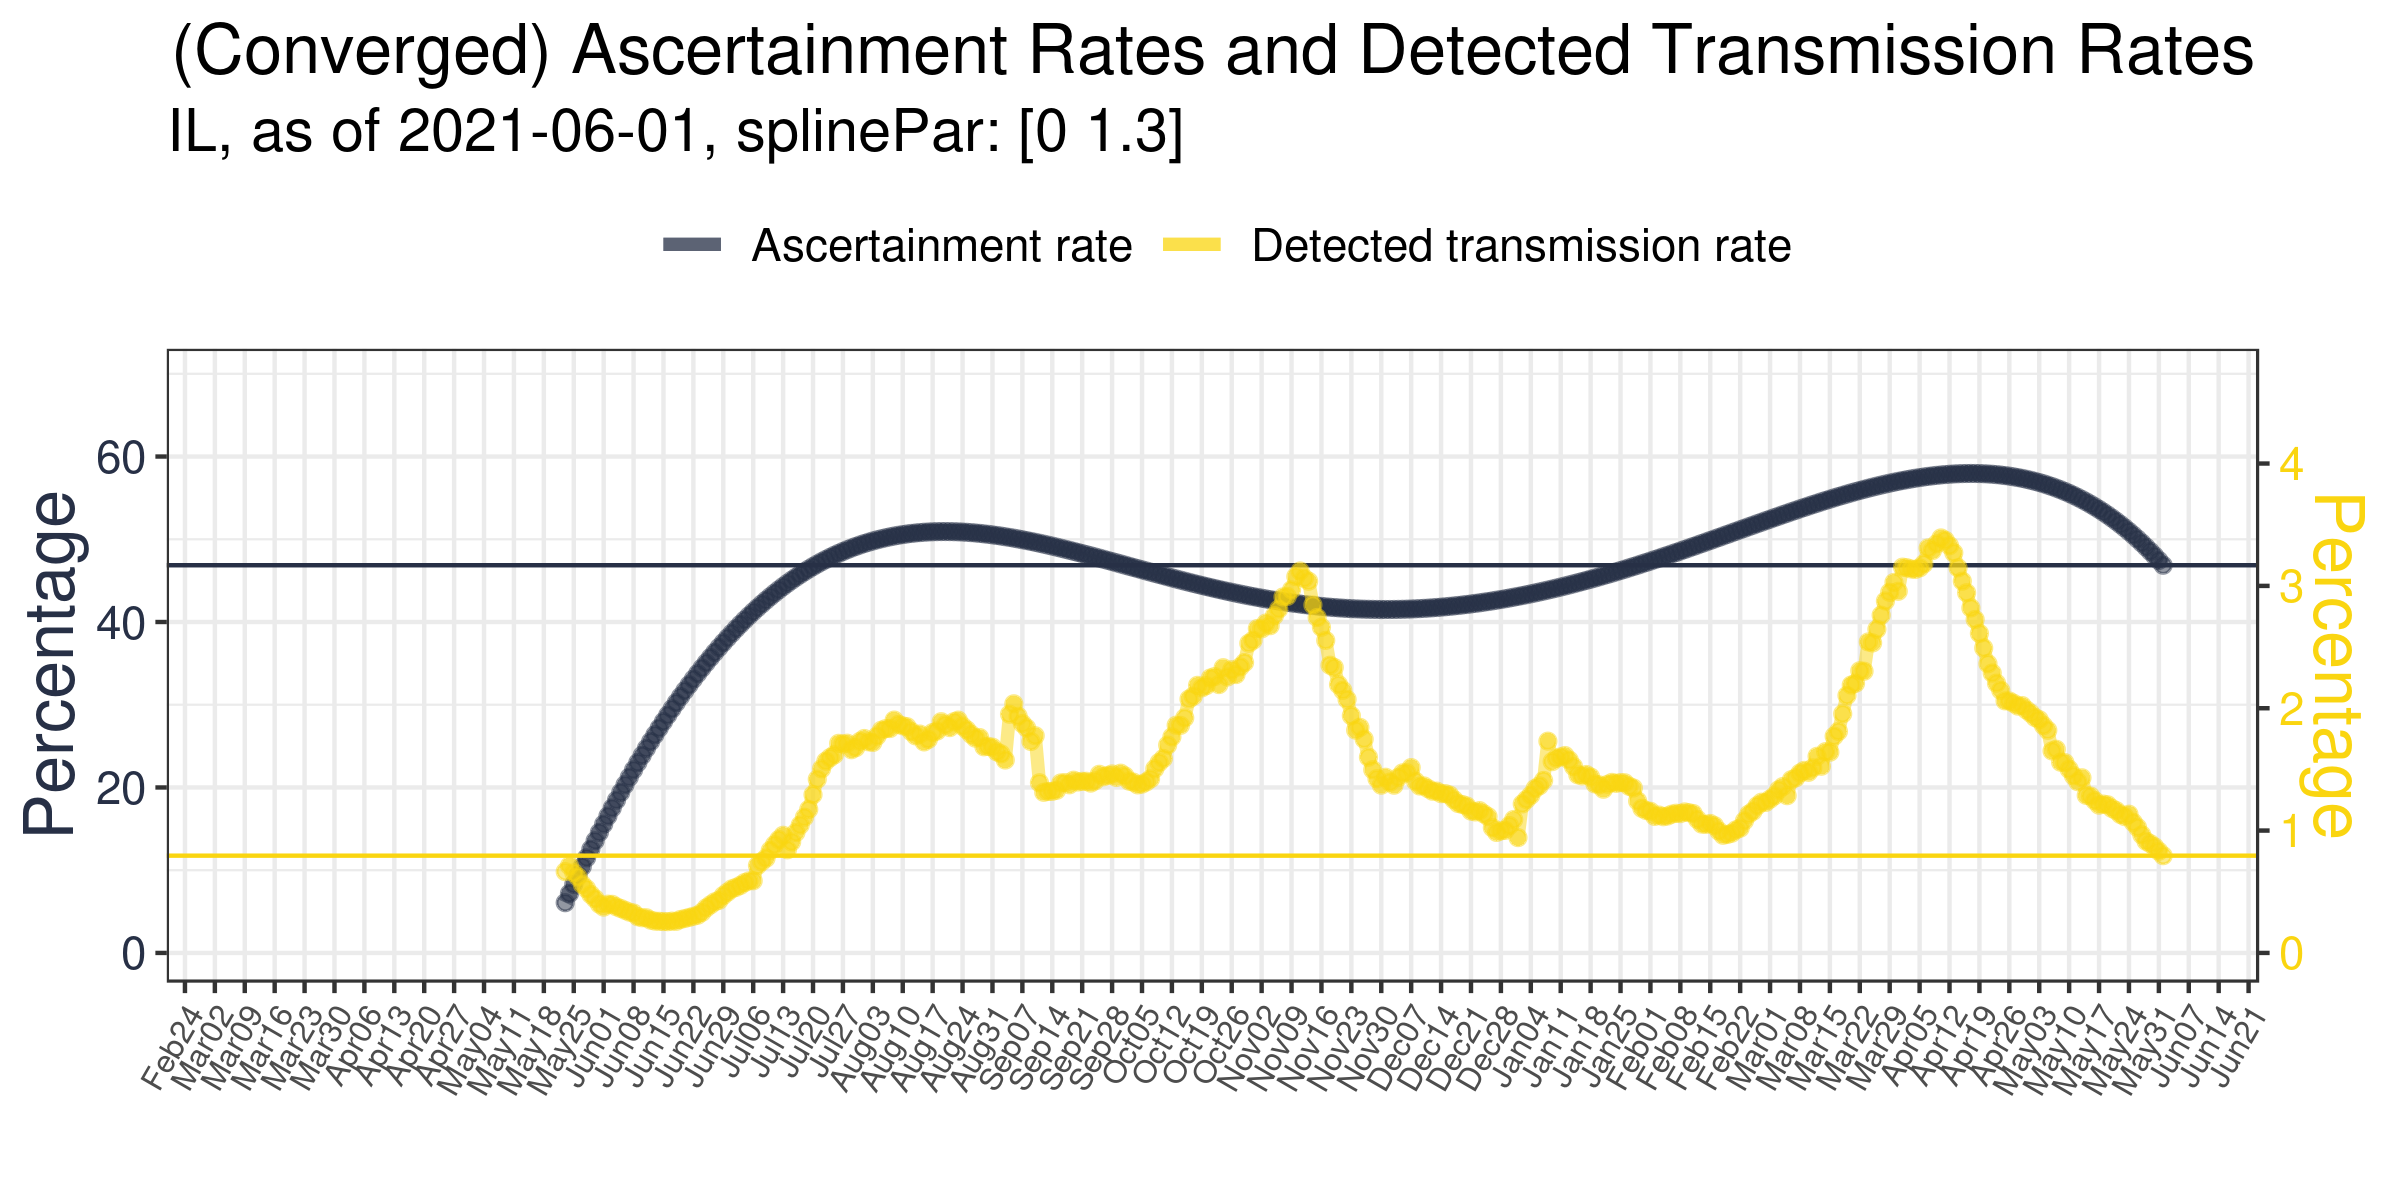 (Converged) Ascertainment Rates and Detected Transmission Rates
IL, as of 2021-06-01, splinePar: [0 1.3]
Ascertainment rate
Detected transmission rate
Percentage
60
40
20
0
Percentage
4
3
2
1
0
Feb24
Mar02
Mar09
Mar16
Mar23
Mar30
Apr06
Apr13
Apr20
Apr27
May04
May11
May18
May25
Jun01
Jun08
Jun15
Jun22
Jun29
Jul06
Jul13
Jul20
Jul27
Aug03
Aug10
Aug17
Aug24
Aug31
Sep07
Sep14
Sep21
Sep28
Oct05
Oct12
Oct19
Oct26
Nov02
Nov09
Nov16
Nov23
Nov30
Dec07
Dec14
Dec21
Dec28
Jan04
Jan11
Jan18
Jan25
Feb01
Feb08
Feb15
Feb22
Mar01
Mar08
Mar15
Mar22
Mar29
Apr05
Apr12
Apr19
Apr26
May03
May10
May17
May24
May31
Jun07
Jun14
Jun21